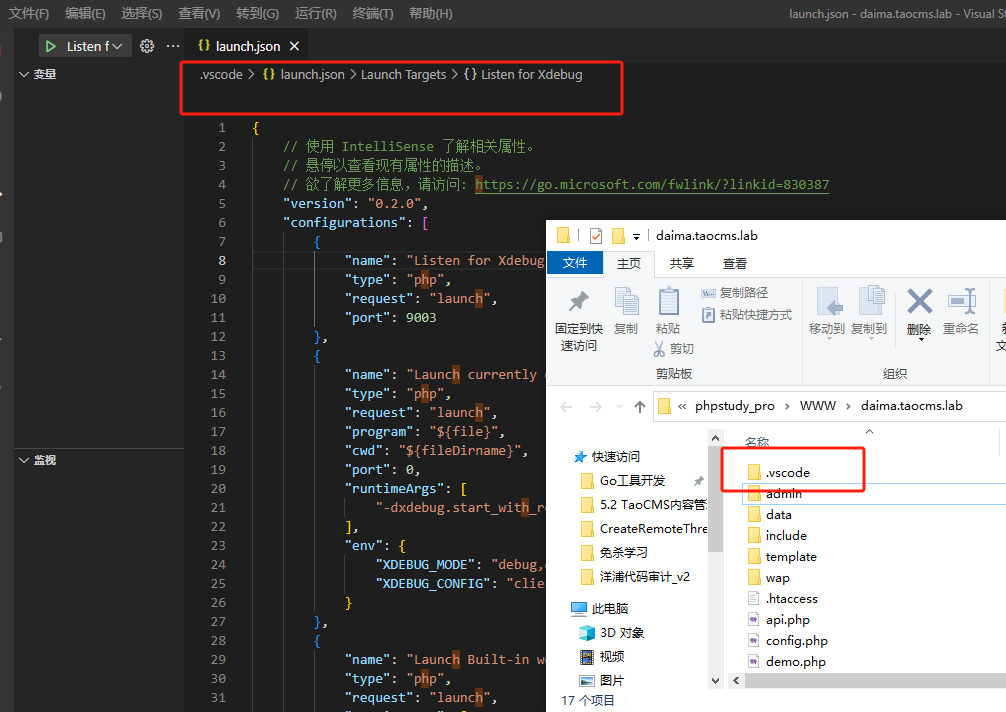 文件(F) 编辑(E) 选择(S) 查看(V) 转到(G) 运行(R) 终端(T) 帮助(H) launch.json - daima.taocms.lab - Visual St
Listen f
{} launch.json
变量
.vscode > {} launch.json > Launch Targets > {} Listen for Xdebug
1 {
2 // 使用 IntelliSense 了解相关属性。
3 // 悬停以查看现有属性的描述。
4 // 欲了解更多信息，请访问: https://go.microsoft.com/fwlink/?linkid=830387
5 "version": "0.2.0",
6 "configurations": [
7 {
8 "name": "Listen for Xdebug
9 "type": "php",
10 "request": "launch",
11 "port": 9003
12 },
13 {
14 "name": "Launch currently
15 "type": "php",
16 "request": "launch",
17 "program": "${file}",
18 "cwd": "${fileDirname}",
19 "port": 0,
20 "runtimeArgs": [
21 "-dxdebug.start_with_re
22 ],
23 "env": {
24 "XDEBUG_MODE": "debug,
25 "XDEBUG_CONFIG": "clie
26 }
27 },
28 {
29 "name": "Launch Built-in w
30 "type": "php",
31 "request": "launch",
监视
daima.taocms.lab
文件 主页 共享 查看
固定到快速访问
复制
粘贴
复制路径
粘贴快捷方式
剪切
剪贴板
移动到
复制到
删除
重命名
组织
« phpstudy_pro › WWW › daima.taocms.lab
名称
快速访问
Go工具开发
5.2 TaoCMS内容管
CreateRemoteThre
免杀学习
洋浦代码审计_v2
此电脑
3D 对象
视频
图片
.vscode
admin
data
include
template
wap
.htaccess
api.php
config.php
demo.php
17 个项目